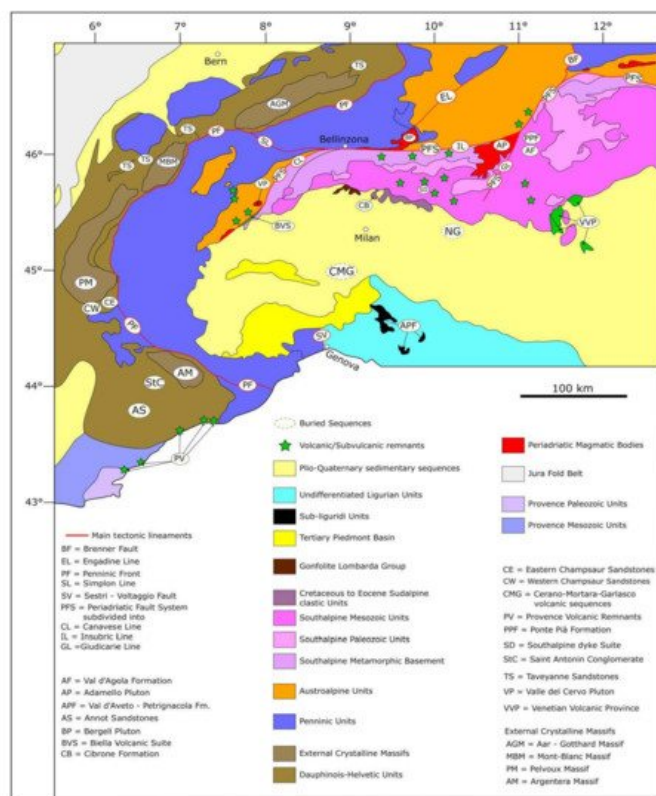 6° 7° 8° 9° 10° 11° 12°
Bern
TS
BF
AGM
PF
EL
PFS
TS
PF
SL
Bellinzona
BP
46°
TS
TS
MBM
CL
PFS
IL
AP
PPF
AF
VP
GL
SD
CB
BVS
Milan
NG
VVP
45°
CMG
PM
CE
CW
PF
SV
APF
Genova
44°
StC
AM
PF
AS
100 km
PV
43°
Buried Sequences
Volcanic/Subvulcanic remnants
Plio-Quaternary sedimentary sequences
Undifferentiated Ligurian Units
Sub-liguridi Units
Tertiary Piedmont Basin
Gonfolite Lombarda Group
Cretaceous to Eocene Sudalpine
clastic Units
Southalpine Mesozoic Units
Southalpine Paleozoic Units
Southalpine Metamorphic Basement
Austroalpine Units
Penninic Units
External Crystalline Massifs
Dauphinois-Helvetic Units
Periadriatic Magmatic Bodies
Jura Fold Belt
Provence Paleozoic Units
Provence Mesozoic Units
Main tectonic lineaments
BF = Brenner Fault
EL = Engadine Line
PF = Penninic Front
SL = Simplon Line
SV = Sestri - Voltaggio Fault
PFS = Periadriatic Fault System
subdivided into
CL = Canavese Line
IL = Insubric Line
GL =Giudicarie Line
AF = Val d'Agola Formation
AP = Adamello Pluton
APF = Val d'Aveto - Petrignacola Fm.
AS = Annot Sandstones
BP = Bergell Pluton
BVS = Biella Volcanic Suite
CB = Cibrone Formation
CE = Eastern Champsaur Sandstones
CW = Western Champsaur Sandstones
CMG = Cerano-Mortara-Garlasco
volcanic sequences
PV = Provence Volcanic Remnants
PPF = Ponte Pià Formation
SD = Southalpine dyke Suite
StC = Saint Antonin Conglomerate
TS = Taveyanne Sandstones
VP = Valle del Cervo Pluton
VVP = Venetian Volcanic Province
External Crystalline Massifs
AGM = Aar - Gotthard Massif
MBM = Mont-Blanc Massif
PM = Pelvoux Massif
AM = Argentera Massif